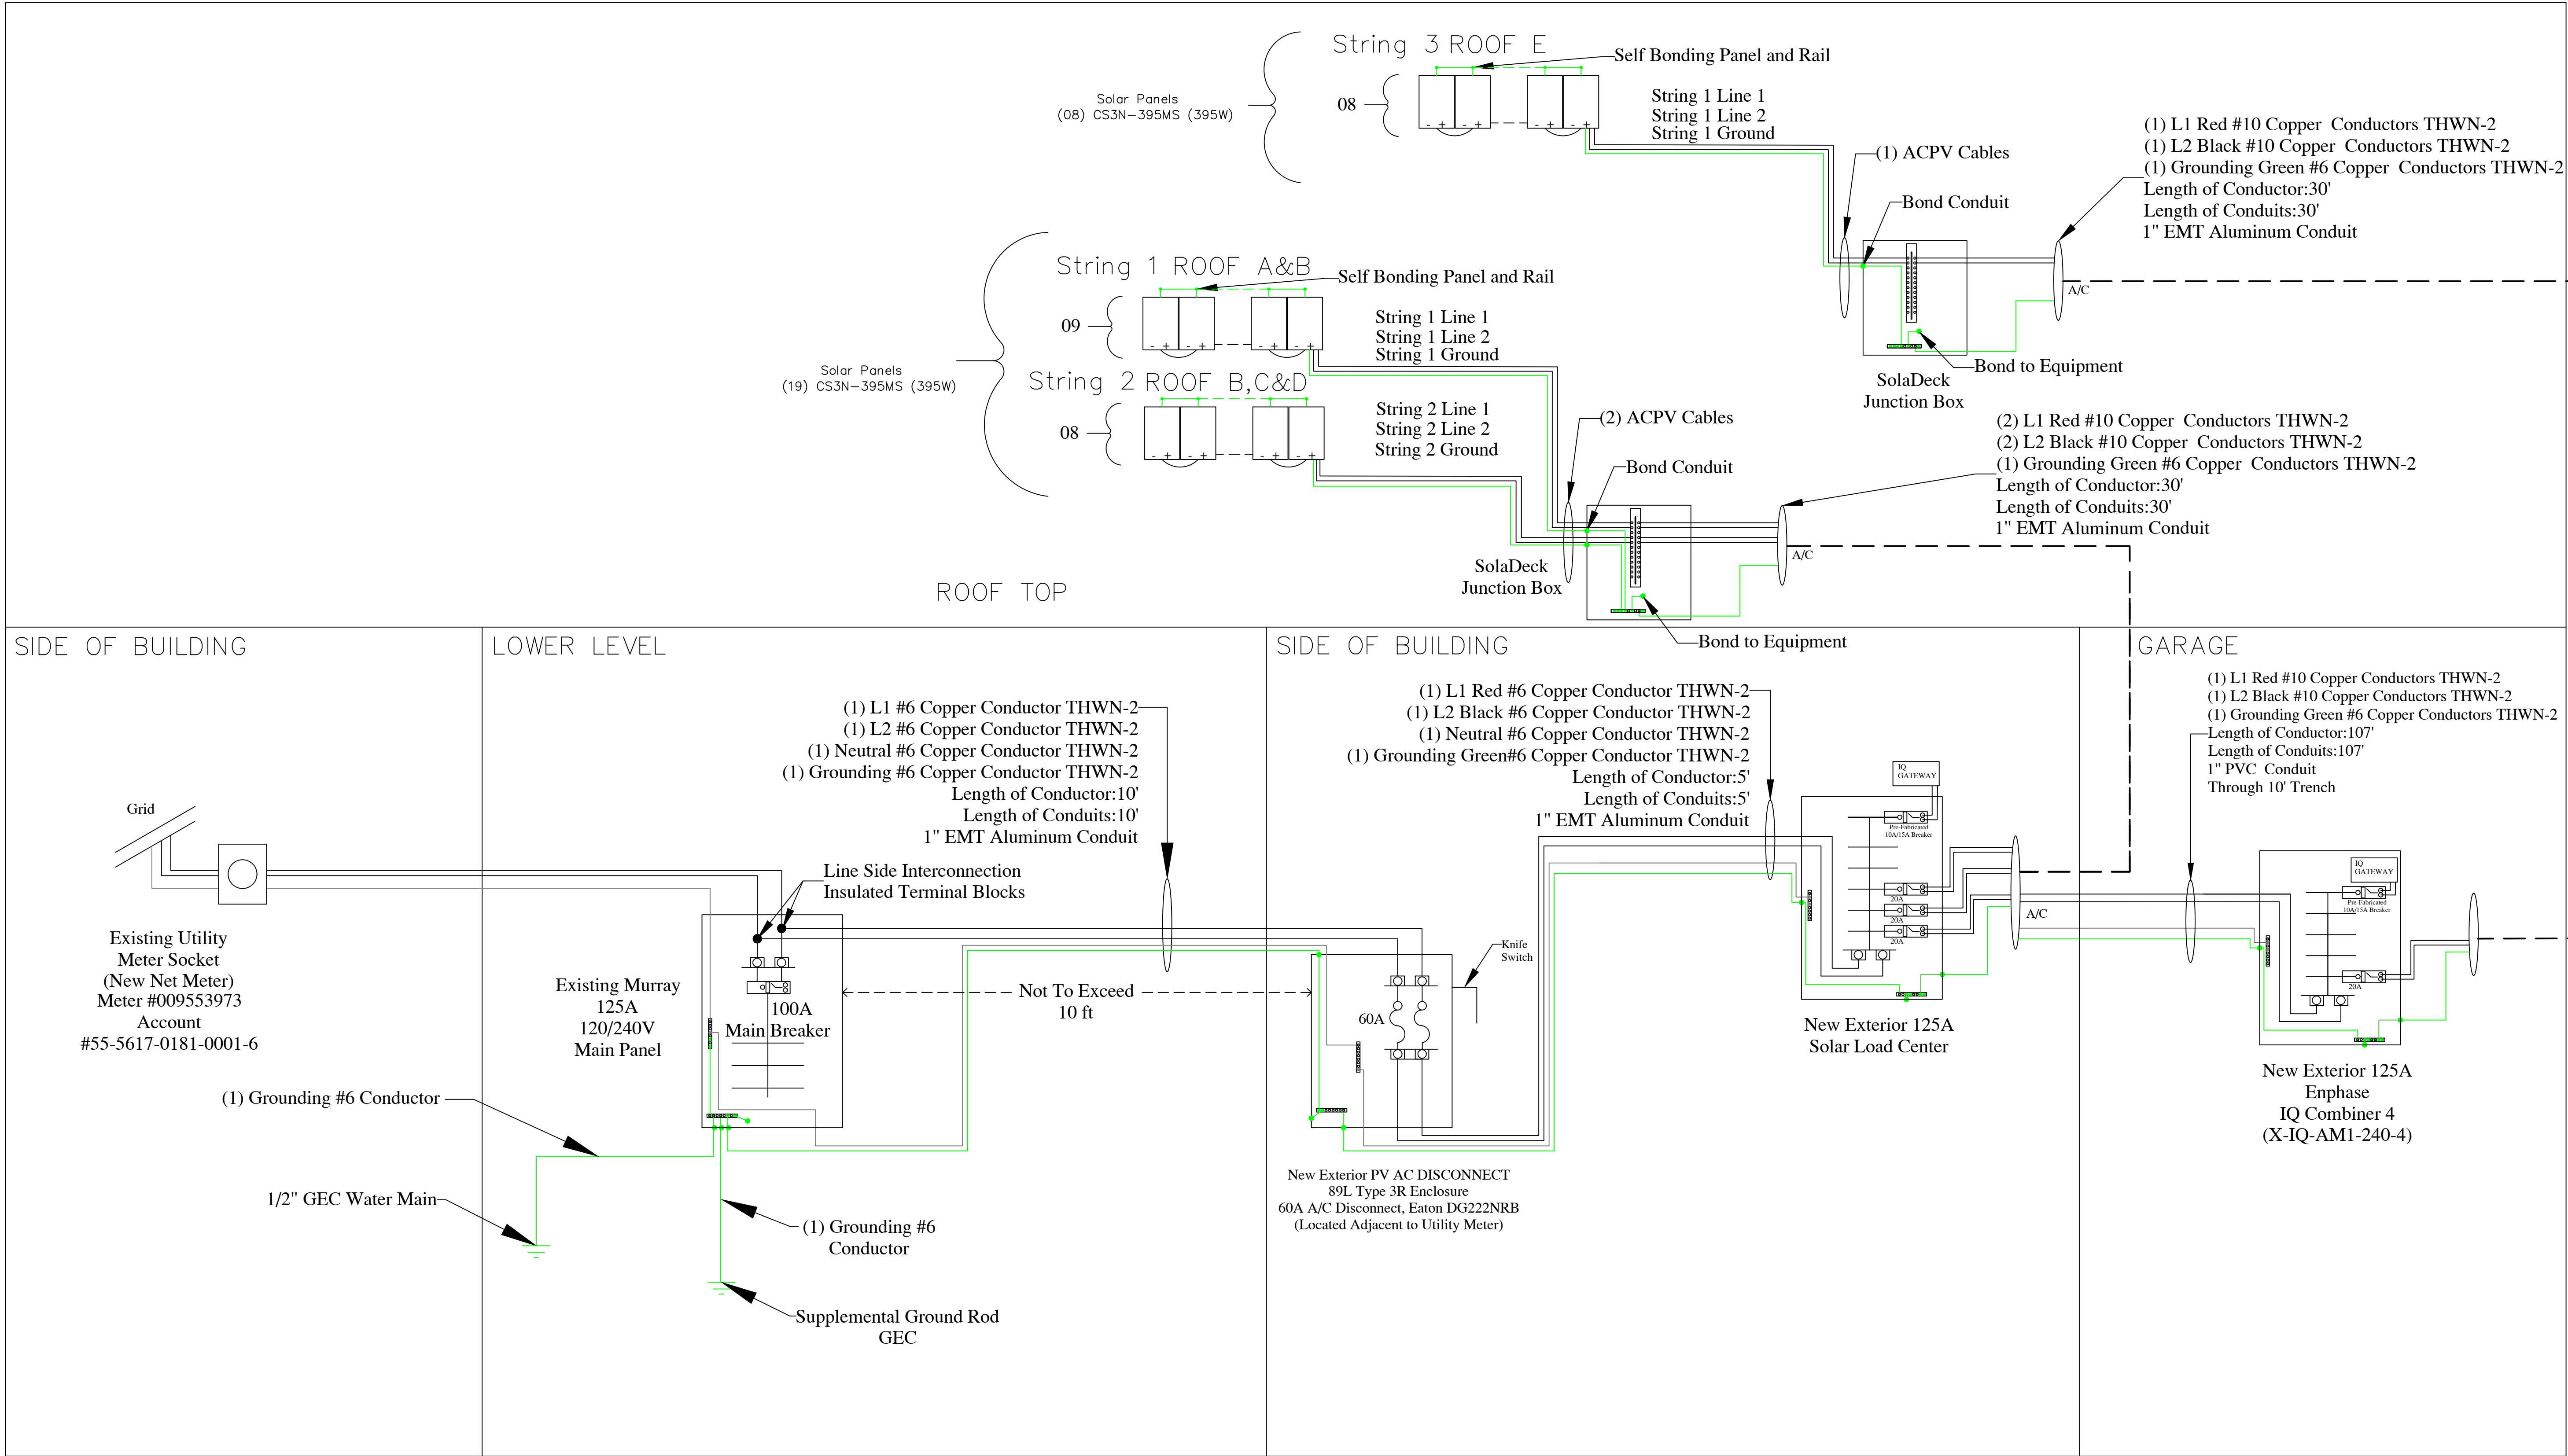 String 3 ROOF E
Self Bonding Panel and Rail
Solar Panels
(08) CS3N-395MS (395W)
08
- + - +
- + - +
String 1 Line 1
String 1 Line 2
String 1 Ground
(1) ACPV Cables
Bond Conduit
(1) L1 Red #10 Copper Conductors THWN-2
(1) L2 Black #10 Copper Conductors THWN-2
(1) Grounding Green #6 Copper Conductors THWN-2
Length of Conductor:30'
Length of Conduits:30'
1" EMT Aluminum Conduit
A/C
Bond to Equipment
SolaDeck
Junction Box
String 1 ROOF A&B
Self Bonding Panel and Rail
09
- + - +
- + - +
String 1 Line 1
String 1 Line 2
String 1 Ground
Solar Panels
(19) CS3N-395MS (395W)
String 2 ROOF B,C&D
08
- + - +
- + - +
String 2 Line 1
String 2 Line 2
String 2 Ground
(2) ACPV Cables
Bond Conduit
(2) L1 Red #10 Copper Conductors THWN-2
(2) L2 Black #10 Copper Conductors THWN-2
(1) Grounding Green #6 Copper Conductors THWN-2
Length of Conductor:30'
Length of Conduits:30'
1" EMT Aluminum Conduit
A/C
SolaDeck
Junction Box
Bond to Equipment
ROOF TOP
SIDE OF BUILDING
Grid
Existing Utility
Meter Socket
(New Net Meter)
Meter #009553973
Account
#55-5617-0181-0001-6
(1) Grounding #6 Conductor
1/2" GEC Water Main
LOWER LEVEL
(1) L1 #6 Copper Conductor THWN-2
(1) L2 #6 Copper Conductor THWN-2
(1) Neutral #6 Copper Conductor THWN-2
(1) Grounding #6 Copper Conductor THWN-2
Length of Conductor:10'
Length of Conduits:10'
1" EMT Aluminum Conduit
Line Side Interconnection
Insulated Terminal Blocks
Existing Murray
125A
120/240V
Main Panel
100A
Main Breaker
Not To Exceed
10 ft
(1) Grounding #6
Conductor
Supplemental Ground Rod
GEC
SIDE OF BUILDING
(1) L1 Red #6 Copper Conductor THWN-2
(1) L2 Black #6 Copper Conductor THWN-2
(1) Neutral #6 Copper Conductor THWN-2
(1) Grounding Green#6 Copper Conductor THWN-2
Length of Conductor:5'
Length of Conduits:5'
1" EMT Aluminum Conduit
Knife
Switch
60A
New Exterior PV AC DISCONNECT
89L Type 3R Enclosure
60A A/C Disconnect, Eaton DG222NRB
(Located Adjacent to Utility Meter)
IQ
GATEWAY
Pre-Fabricated
10A/15A Breaker
20A
20A
20A
A/C
New Exterior 125A
Solar Load Center
GARAGE
(1) L1 Red #10 Copper Conductors THWN-2
(1) L2 Black #10 Copper Conductors THWN-2
(1) Grounding Green #6 Copper Conductors THWN-2
Length of Conductor:107'
Length of Conduits:107'
1" PVC Conduit
Through 10' Trench
IQ
GATEWAY
Pre-Fabricated
10A/15A Breaker
20A
New Exterior 125A
Enphase
IQ Combiner 4
(X-IQ-AM1-240-4)